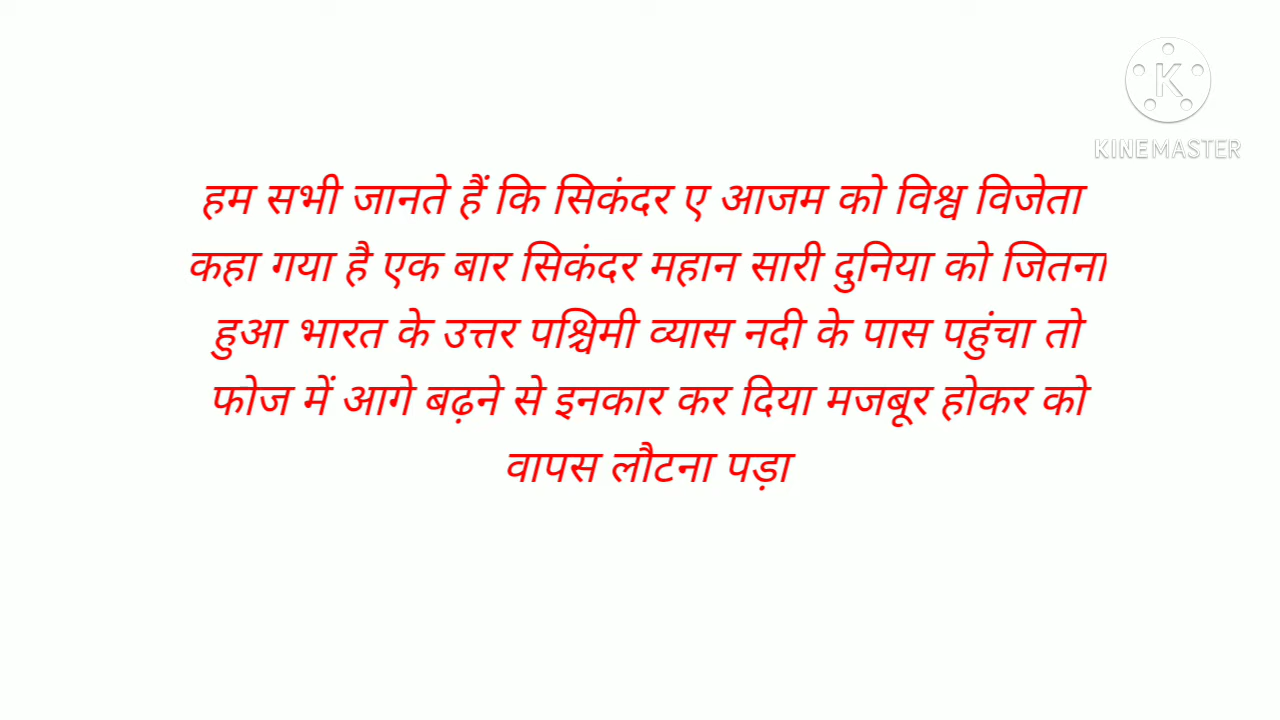 KINEMASTER
हम सभी जानते हैं कि सिकंदर ए आजम को विश्व विजेता
कहा गया है एक बार सिकंदर महान सारी दुनिया को जितना
हुआ भारत के उत्तर पश्चिमी व्यास नदी के पास पहुंचा तो
फोज में आगे बढ़ने से इनकार कर दिया मजबूर होकर को
वापस लौटना पड़ा